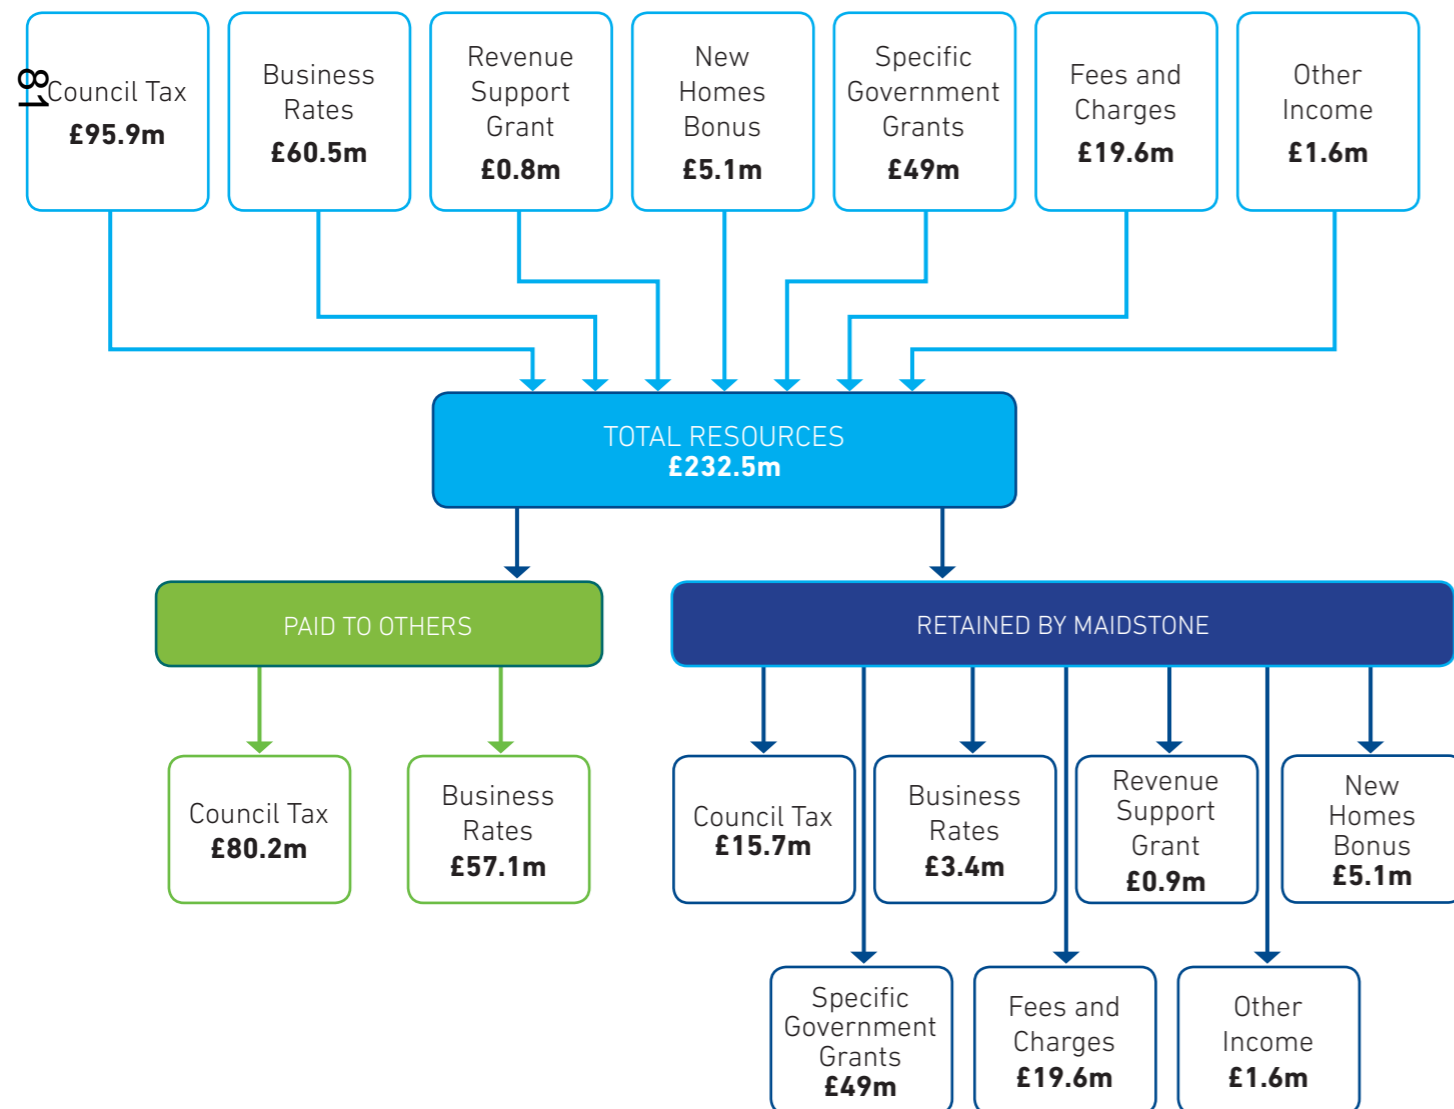 81
Council Tax
£95.9m
Business
Rates
£60.5m
Revenue
Support
Grant
£0.8m
New
Homes
Bonus
£5.1m
Specific
Government
Grants
£49m
Fees and
Charges
£19.6m
Other
Income
£1.6m
TOTAL RESOURCES
£232.5m
PAID TO OTHERS
RETAINED BY MAIDSTONE
Council Tax
£80.2m
Business
Rates
£57.1m
Council Tax
£15.7m
Business
Rates
£3.4m
Revenue
Support
Grant
£0.9m
New
Homes
Bonus
£5.1m
Specific
Government
Grants
£49m
Fees and
Charges
£19.6m
Other
Income
£1.6m